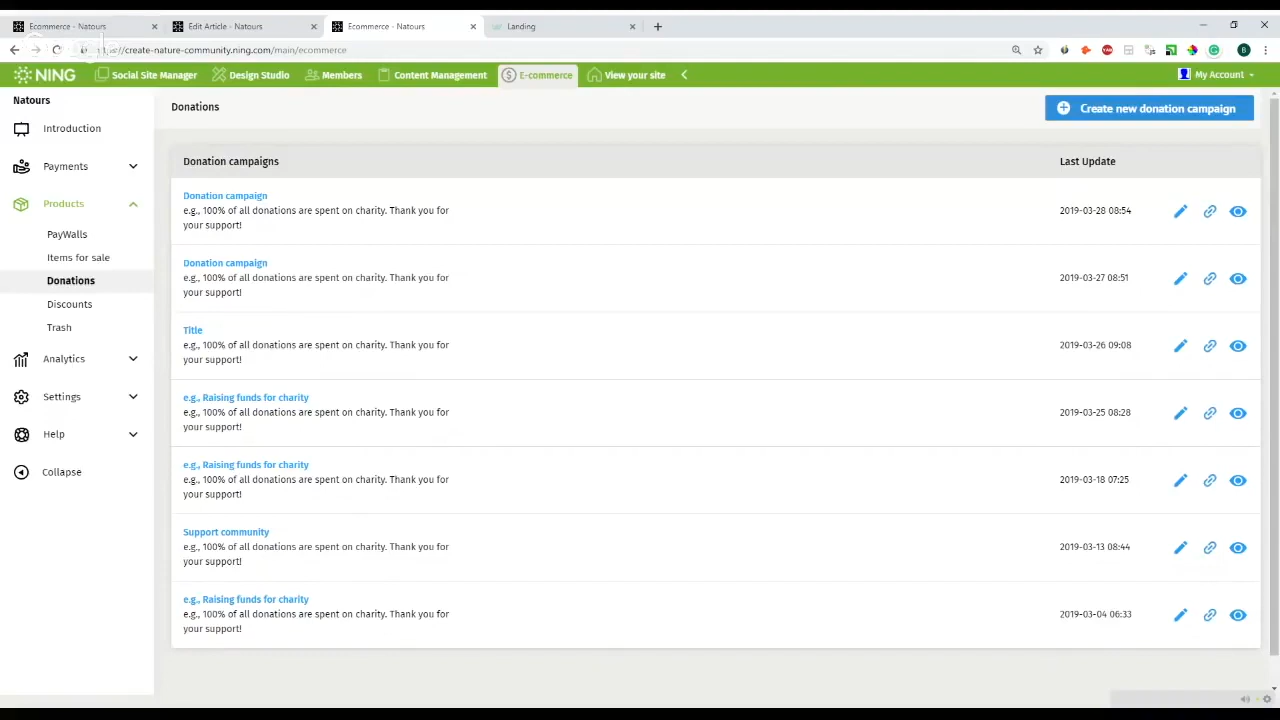 Ecommerce - Natours
Edit Article - Natours
Ecommerce - Natours
Landing
://create-nature-community.ning.com/main/ecommerce
NING
Social Site Manager
Design Studio
Members
Content Management
E-commerce
View your site
My Account
Natours
Introduction
Payments
Products
PayWalls
Items for sale
Donations
Discounts
Trash
Analytics
Settings
Help
Collapse
Donations
Create new donation campaign
Donation campaigns
Last Update
Donation campaign
e.g., 100% of all donations are spent on charity. Thank you for
your support!
2019-03-28 08:54
Donation campaign
e.g., 100% of all donations are spent on charity. Thank you for
your support!
2019-03-27 08:51
Title
e.g., 100% of all donations are spent on charity. Thank you for
your support!
2019-03-26 09:08
e.g., Raising funds for charity
e.g., 100% of all donations are spent on charity. Thank you for
your support!
2019-03-25 08:28
e.g., Raising funds for charity
e.g., 100% of all donations are spent on charity. Thank you for
your support!
2019-03-18 07:25
Support community
e.g., 100% of all donations are spent on charity. Thank you for
your support!
2019-03-13 08:44
e.g., Raising funds for charity
e.g., 100% of all donations are spent on charity. Thank you for
your support!
2019-03-04 06:33